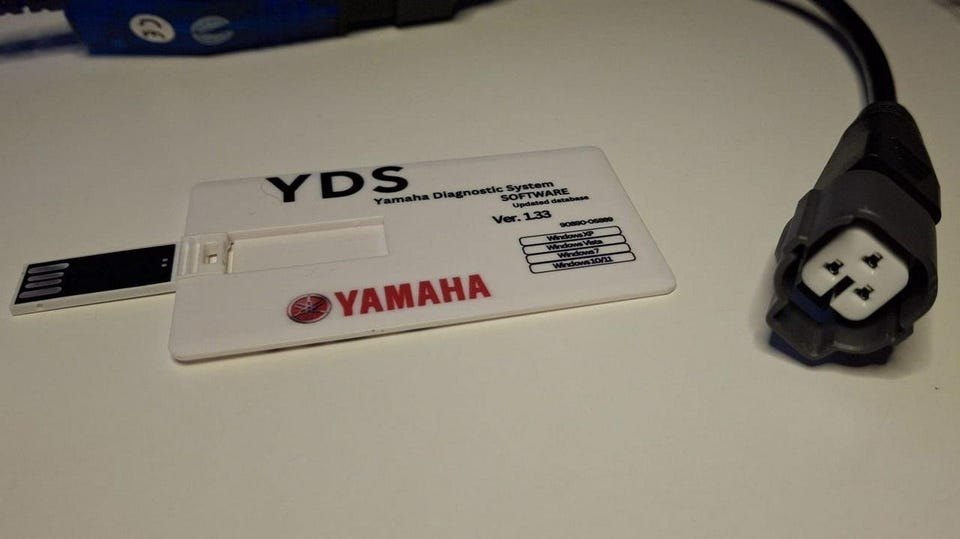 CE
YDS
Yamaha Diagnostic System
SOFTWARE
Updated database
Ver. 1.33
Windows XP
Windows Vista
Windows 7
Windows 10/11
YAMAHA